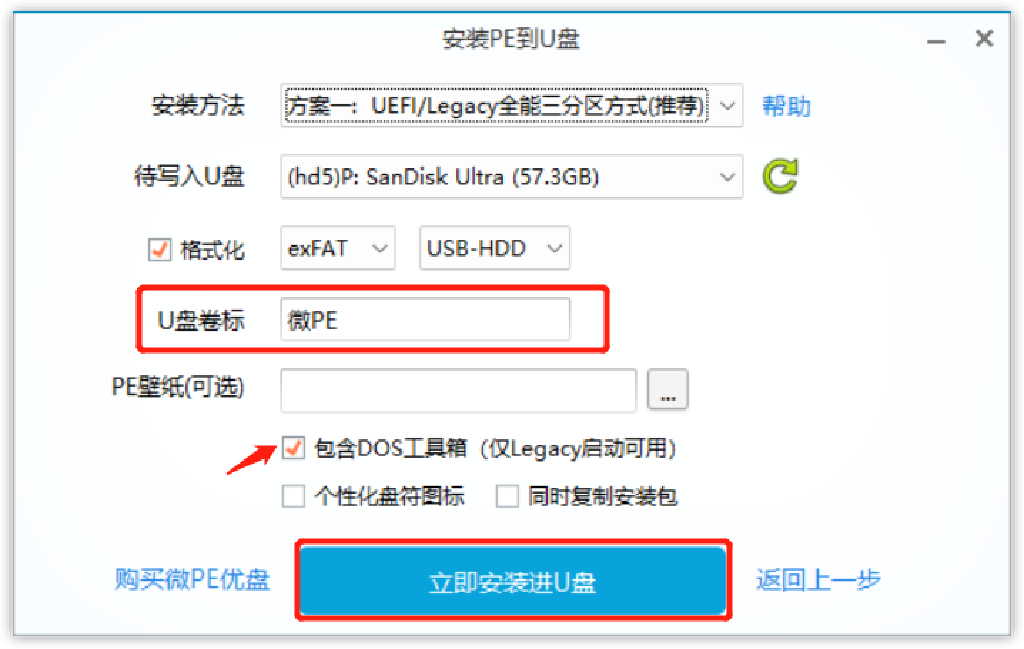 安装PE到U盘
安装方法 方案一：UEFI/Legacy全能三分区方式(推荐) 帮助
待写入U盘 (hd5)P: SanDisk Ultra (57.3GB)
格式化 exFAT USB-HDD
U盘卷标 微PE
PE壁纸(可选) ...
包含DOS工具箱（仅Legacy启动可用）
个性化盘符图标 同时复制安装包
购买微PE优盘 立即安装进U盘 返回上一步